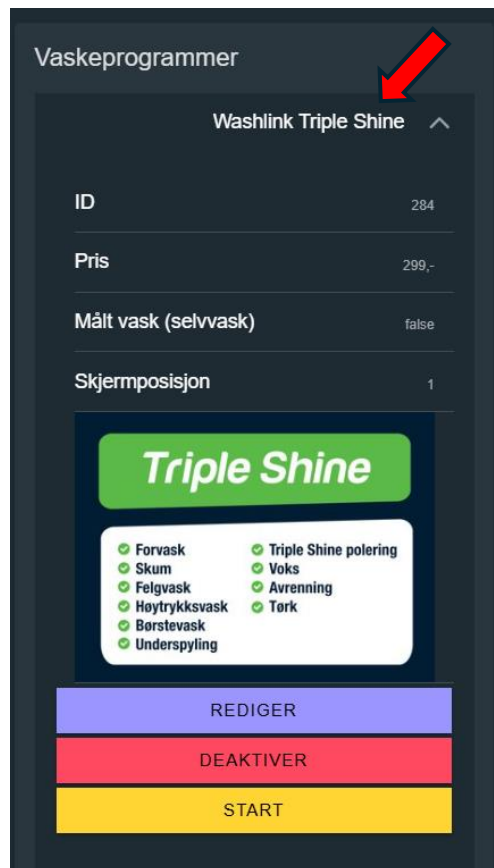 Vaskeprogrammer
Washlink Triple Shine
ID 284
Pris 299,-
Målt vask (selvvask) false
Skjermposisjon 1
Triple Shine
Forvask
Skum
Felgvask
Høytrykksvask
Børstevask
Underspyling
Triple Shine polering
Voks
Avrenning
Tørk
REDIGER
DEAKTIVER
START